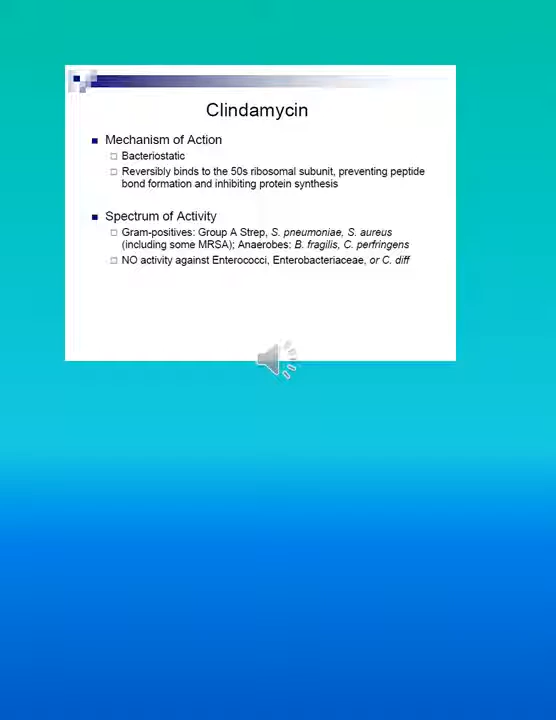 Clindamycin
Mechanism of Action
Bacteriostatic
Reversibly binds to the 50s ribosomal subunit, preventing peptide
bond formation and inhibiting protein synthesis
Spectrum of Activity
Gram-positives: Group A Strep, S. pneumoniae, S. aureus
(including some MRSA); Anaerobes: B. fragilis, C. perfringens
NO activity against Enterococci, Enterobacteriaceae, or C. diff